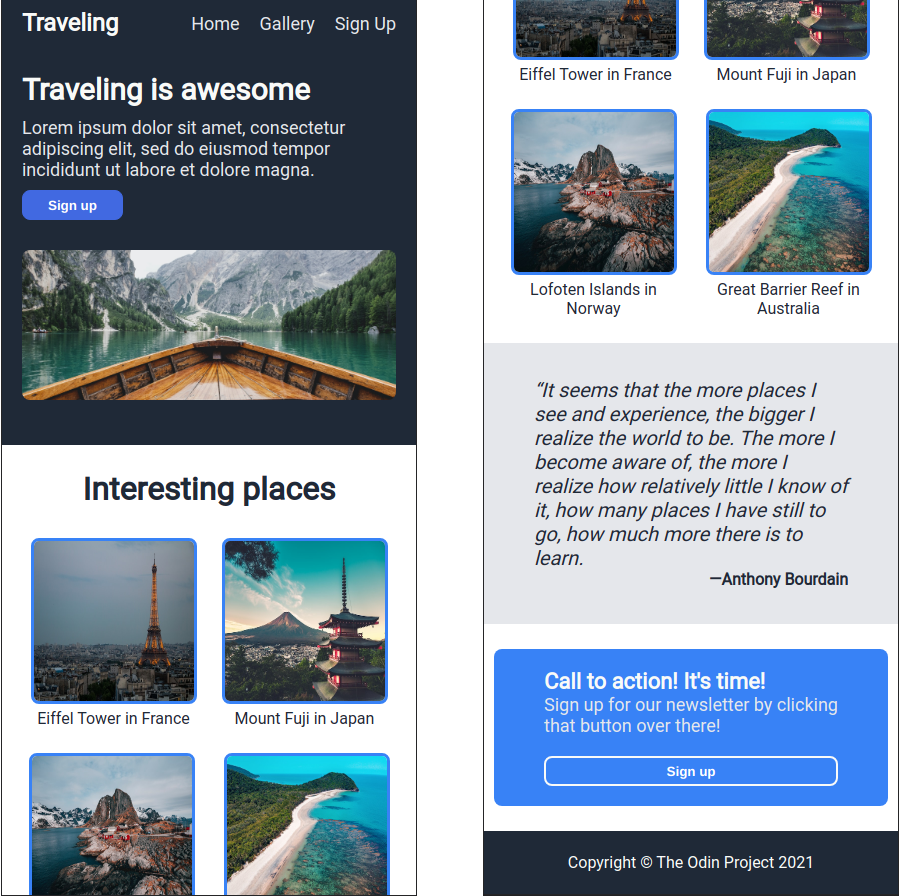 Traveling
Home Gallery Sign Up
Traveling is awesome
Lorem ipsum dolor sit amet, consectetur
adipiscing elit, sed do eiusmod tempor
incididunt ut labore et dolore magna.
Sign up
Interesting places
Eiffel Tower in France
Mount Fuji in Japan
Eiffel Tower in France
Mount Fuji in Japan
Lofoten Islands in
Norway
Great Barrier Reef in
Australia
“It seems that the more places I
see and experience, the bigger I
realize the world to be. The more I
become aware of, the more I
realize how relatively little I know of
it, how many places I have still to
go, how much more there is to
learn.
—Anthony Bourdain
Call to action! It's time!
Sign up for our newsletter by clicking
that button over there!
Sign up
Copyright © The Odin Project 2021